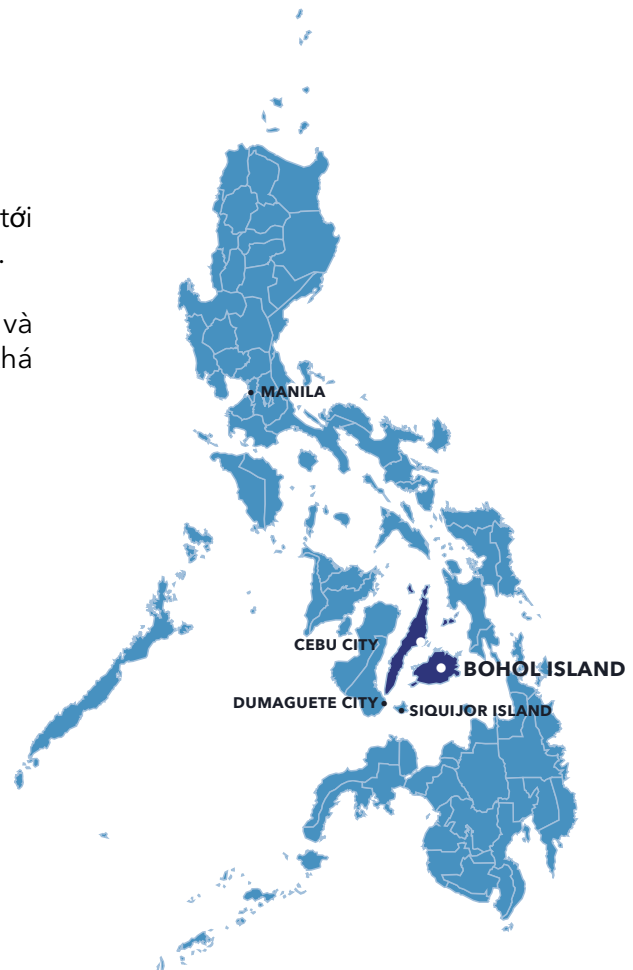 tới
.
và
há
MANILA
CEBU CITY
BOHOL ISLAND
DUMAGUETE CITY
SIQUIJOR ISLAND